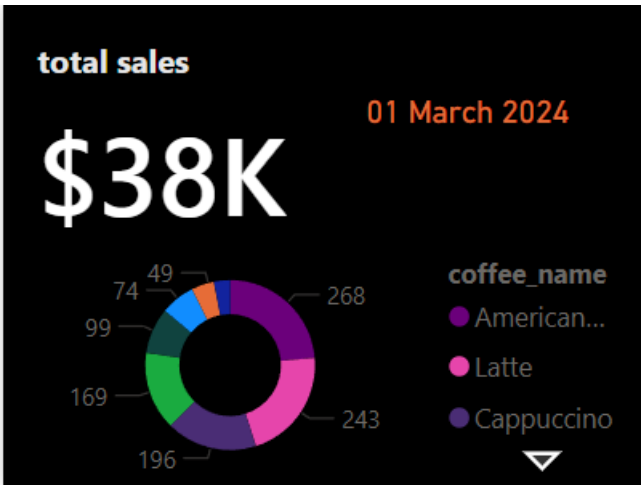 total sales
01 March 2024
$38K
49
74
99
169
196
268
243
coffee_name
American...
Latte
Cappuccino